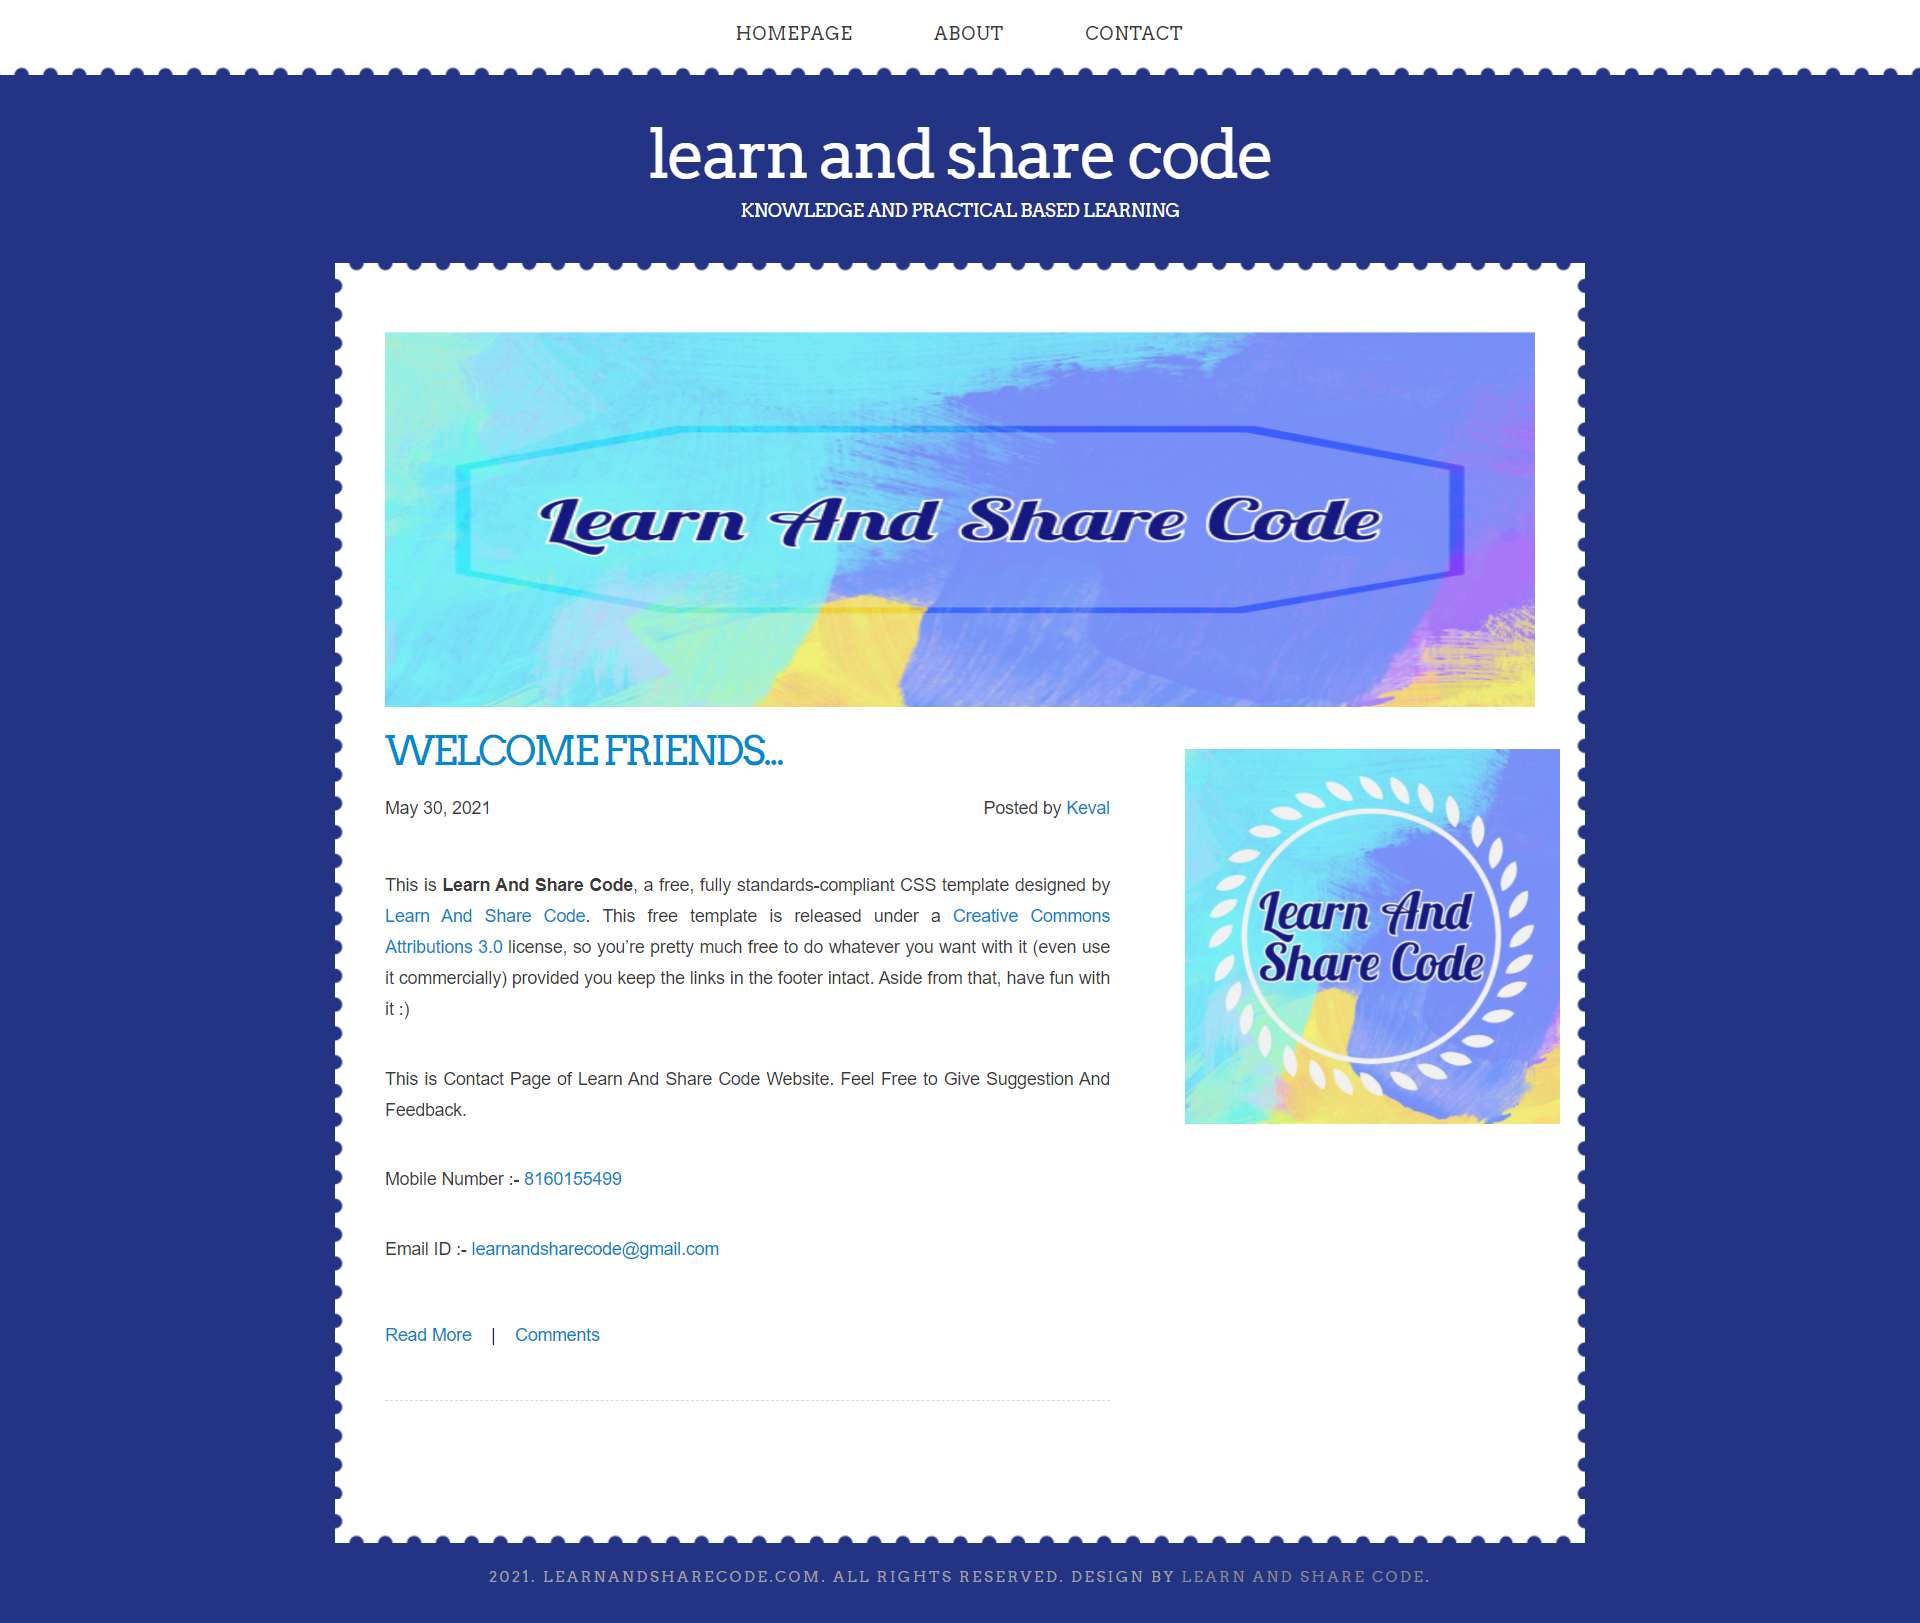 HOMEPAGE ABOUT CONTACT
learn and share code
KNOWLEDGE AND PRACTICAL BASED LEARNING
Learn And Share Code
WELCOME FRIENDS...
May 30, 2021 Posted by Keval
This is Learn And Share Code, a free, fully standards-compliant CSS template designed by
Learn And Share Code. This free template is released under a Creative Commons
Attributions 3.0 license, so you’re pretty much free to do whatever you want with it (even use
it commercially) provided you keep the links in the footer intact. Aside from that, have fun with
it :)
This is Contact Page of Learn And Share Code Website. Feel Free to Give Suggestion And
Feedback.
Mobile Number :- 8160155499
Email ID :- learnandsharecode@gmail.com
Read More | Comments
Learn And
Share Code
2021. LEARNANDSHARECODE.COM. ALL RIGHTS RESERVED. DESIGN BY LEARN AND SHARE CODE.